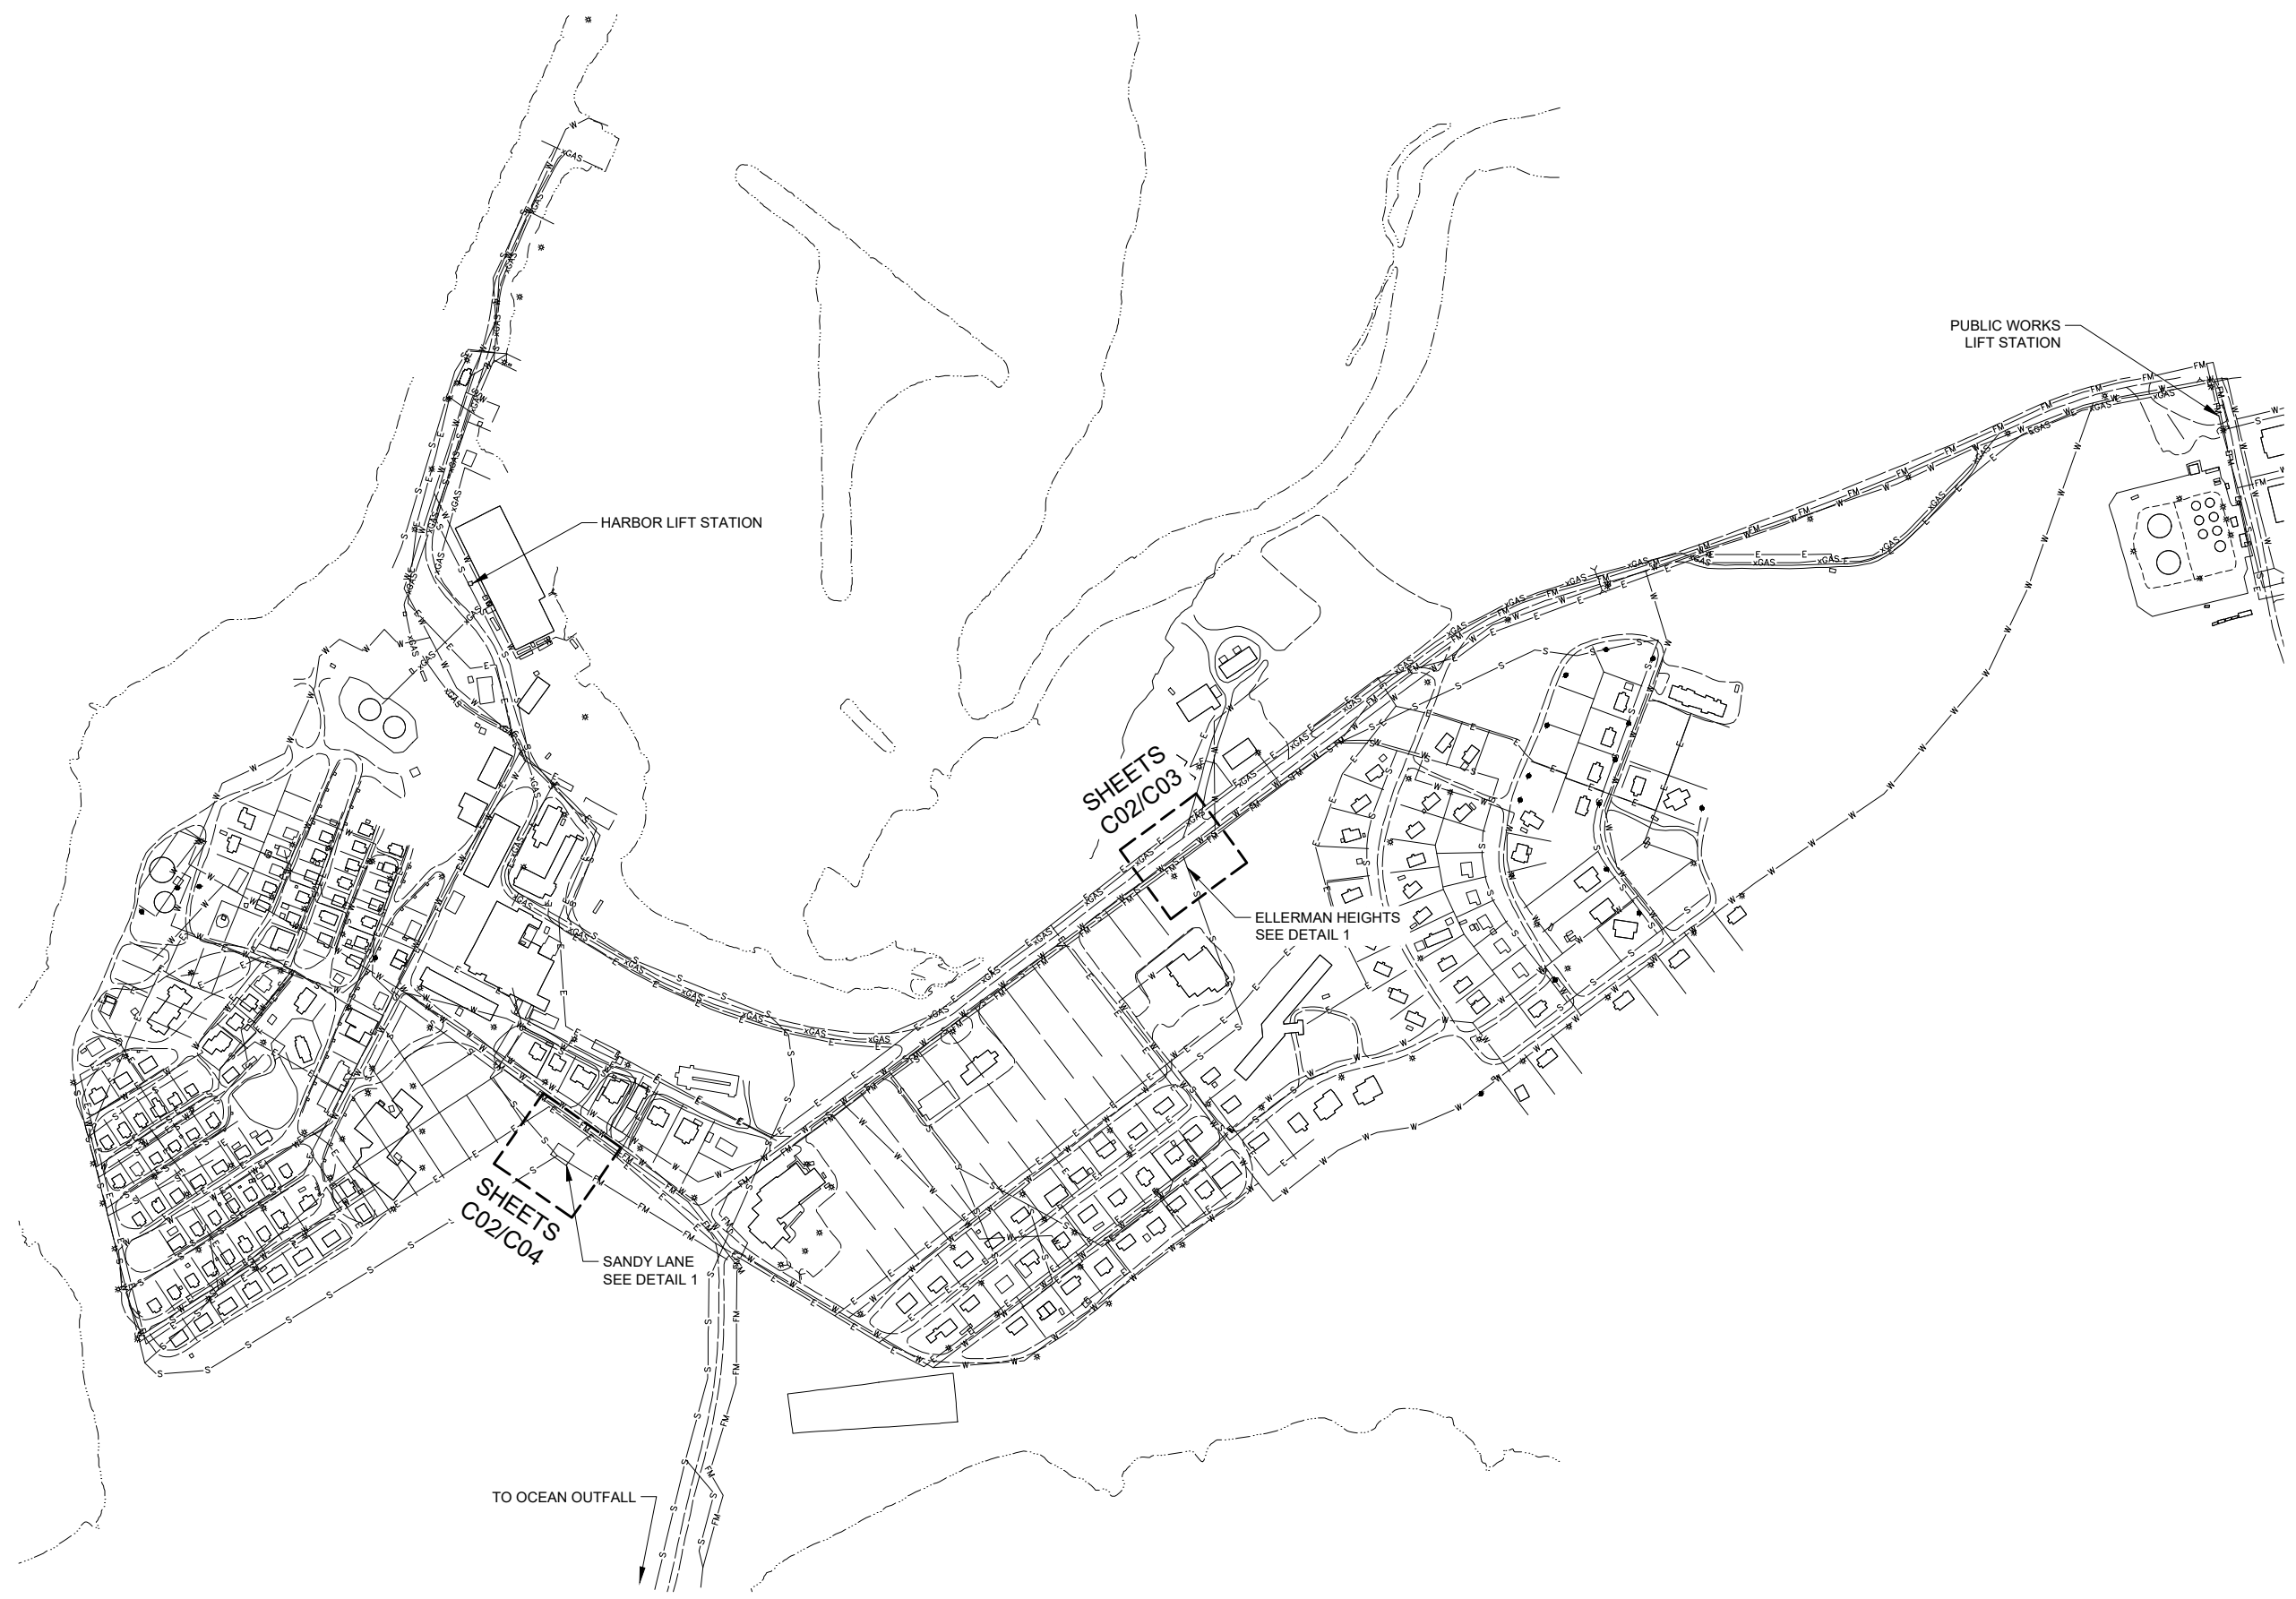 PUBLIC WORKS
LIFT STATION
HARBOR LIFT STATION
SHEETS
C02/C03
ELLERMAN HEIGHTS
SEE DETAIL 1
SHEETS
C02/C04
SANDY LANE
SEE DETAIL 1
TO OCEAN OUTFALL